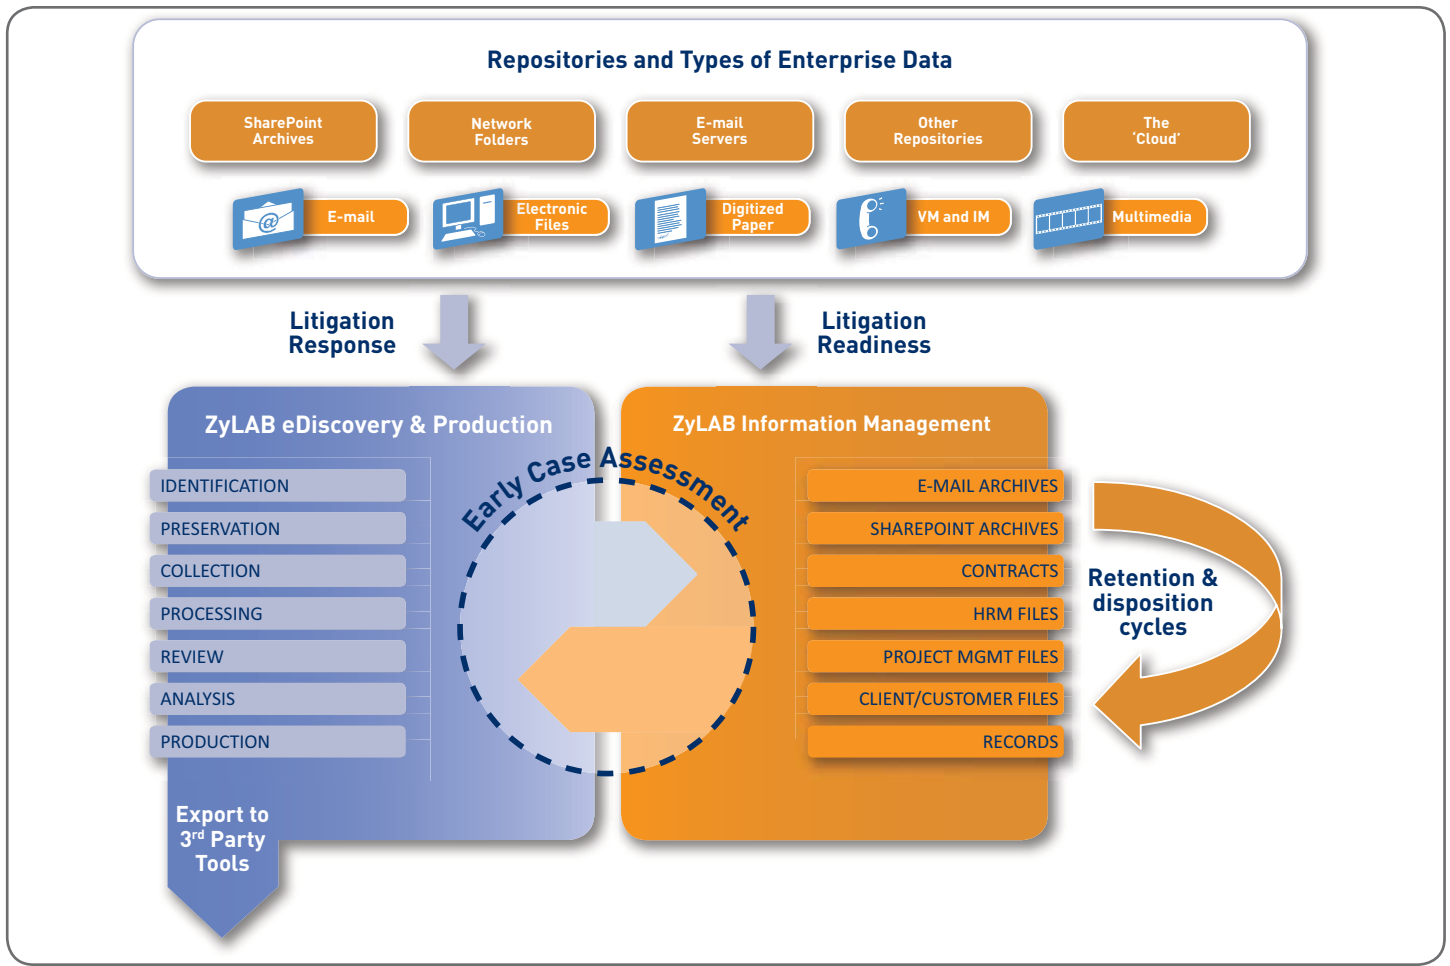 Repositories and Types of Enterprise Data
SharePoint
Archives
Network
Folders
E-mail
Servers
Other
Repositories
The
‘Cloud’
@
E-mail
Electronic
Files
Digitized
Paper
VM and IM
Multimedia
Litigation
Response
Litigation
Readiness
ZyLAB eDiscovery & Production
ZyLAB Information Management
Early Case Assessment
IDENTIFICATION
PRESERVATION
COLLECTION
PROCESSING
REVIEW
ANALYSIS
PRODUCTION
E-MAIL ARCHIVES
SHAREPOINT ARCHIVES
CONTRACTS
HRM FILES
PROJECT MGMT FILES
CLIENT/CUSTOMER FILES
RECORDS
Retention &
disposition
cycles
Export to
3rd Party
Tools